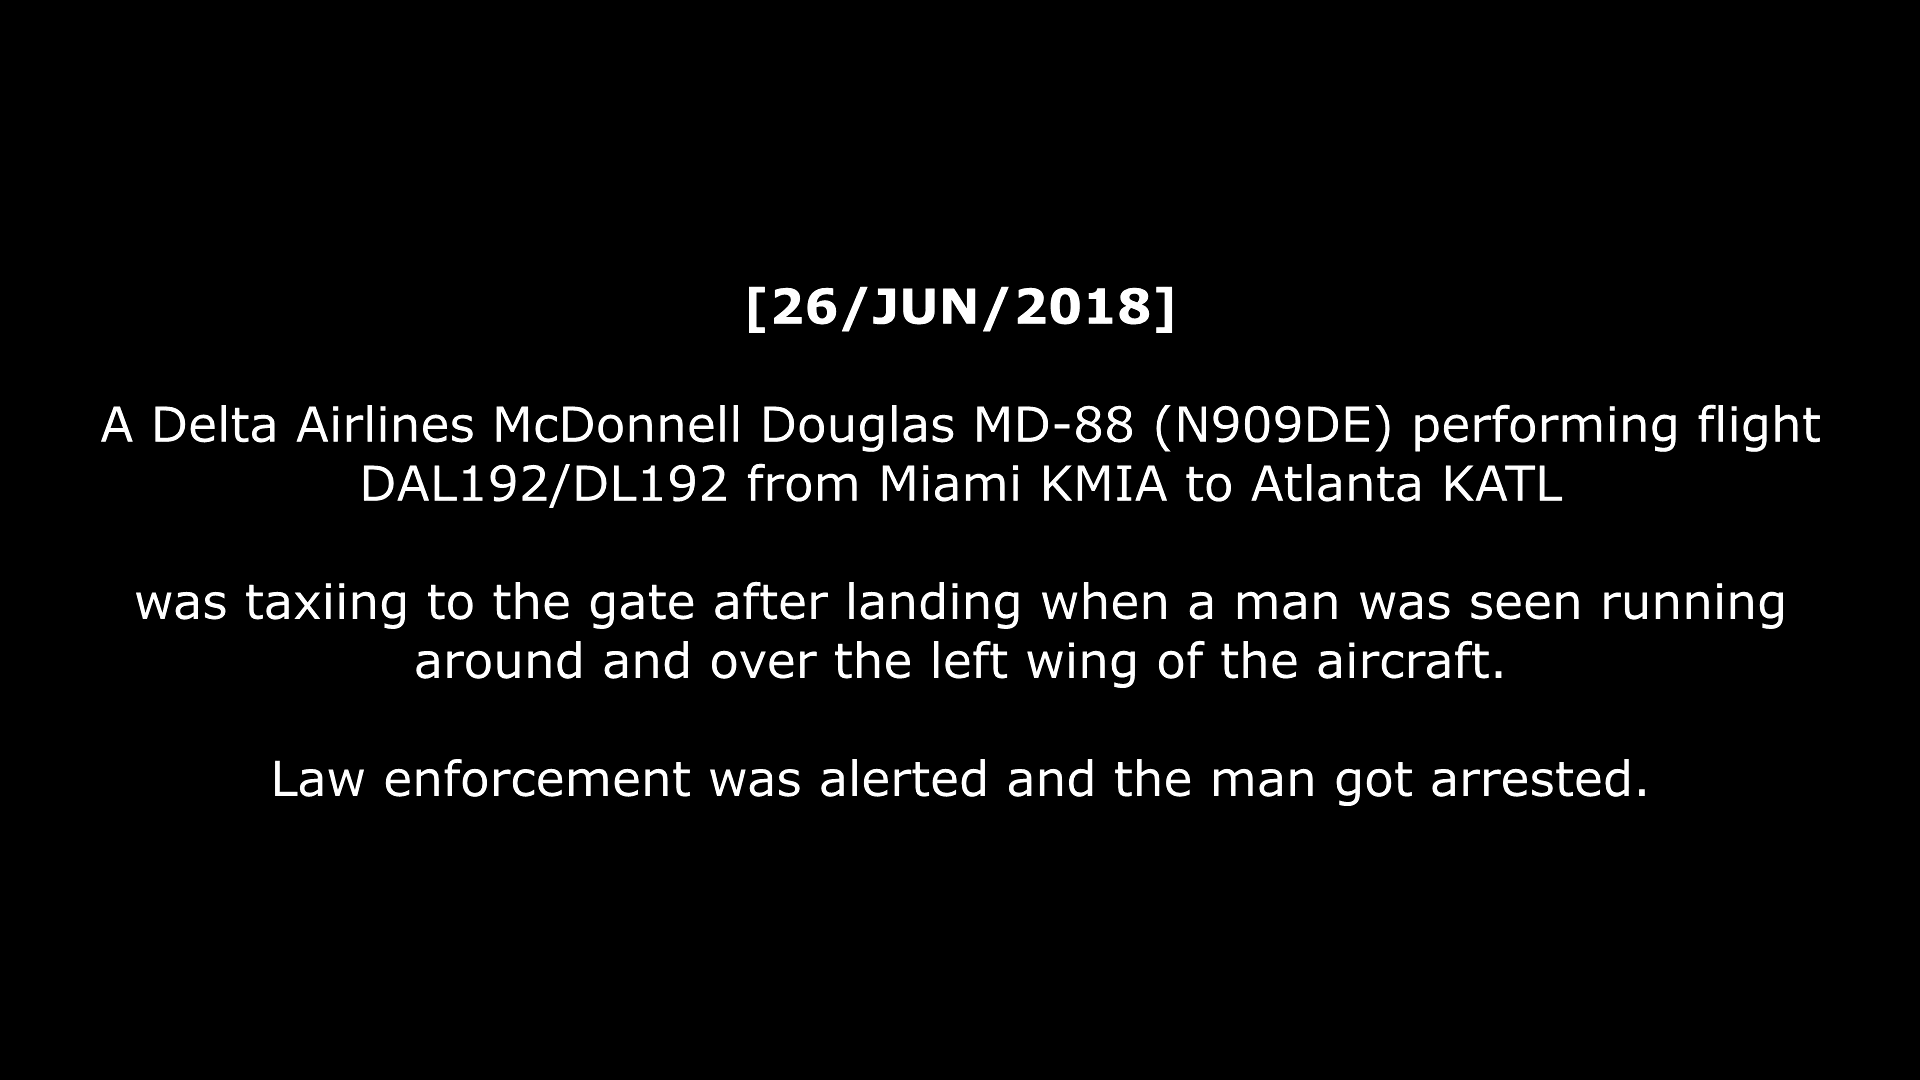 [26/JUN/2018]
A Delta Airlines McDonnell Douglas MD-88 (N909DE) performing flight
DAL192/DL192 from Miami KMIA to Atlanta KATL
was taxiing to the gate after landing when a man was seen running
around and over the left wing of the aircraft.
Law enforcement was alerted and the man got arrested.